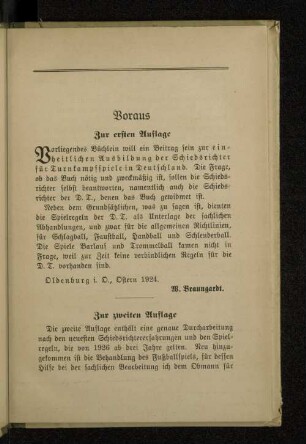 Voraus
Zur ersten Auflage
Vorliegendes Büchlein will ein Beitrag sein zur ein-
heitlichen Ausbildung der Schiedsrichter
für Turnkampfspiele in Deutschland. Die Frage,
ob das Buch nötig und zweckmäßig ist, sollen die Schieds-
richter selbst beantworten, namentlich auch die Schieds-
richter der D. T., denen das Buch gewidmet ist.
Neben dem Grundsätzlichen, was zu sagen ist, dienten
die Spielregeln der D. T. als Unterlage der sachlichen
Abhandlungen, und zwar für die allgemeinen Richtlinien,
für Schlagball, Faustball, Handball und Schleuderball.
Die Spiele Barlauf und Trommelball kamen nicht in
Frage, weil zur Zeit keine verbindlichen Regeln für die
D. T. vorhanden sind.
Oldenburg i. O., Ostern 1924.
W. Braungardt.
Zur zweiten Auflage
Die zweite Auflage enthält eine genaue Durcharbeitung
nach den neuesten Schiedsrichtererfahrungen und den Spiel-
regeln, die von 1926 ab drei Jahre gelten. Neu hinzu-
gekommen ist die Behandlung des Fußballspiels, für dessen
Hilfe bei der sachlichen Bearbeitung ich dem Obmann für